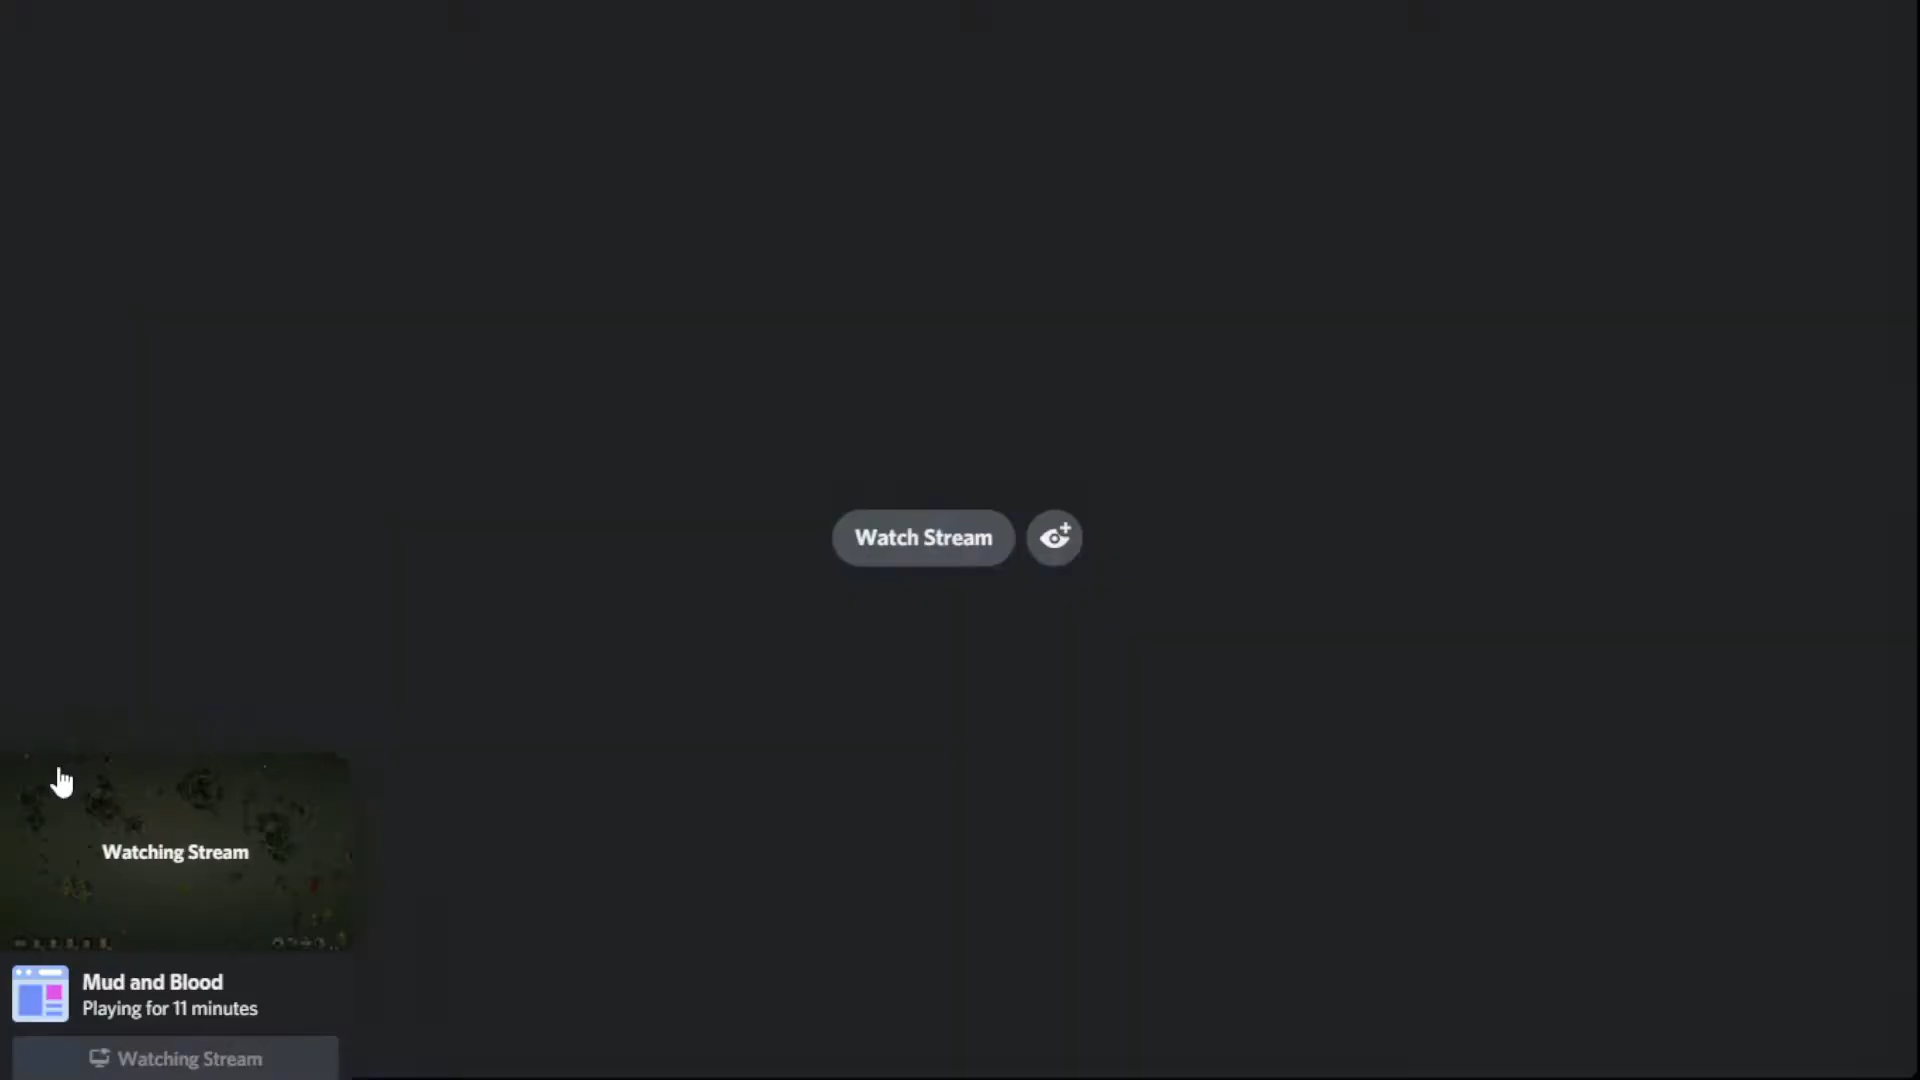 Watch Stream
Watching Stream
Mud and Blood
Playing for 11 minutes
Watching Stream